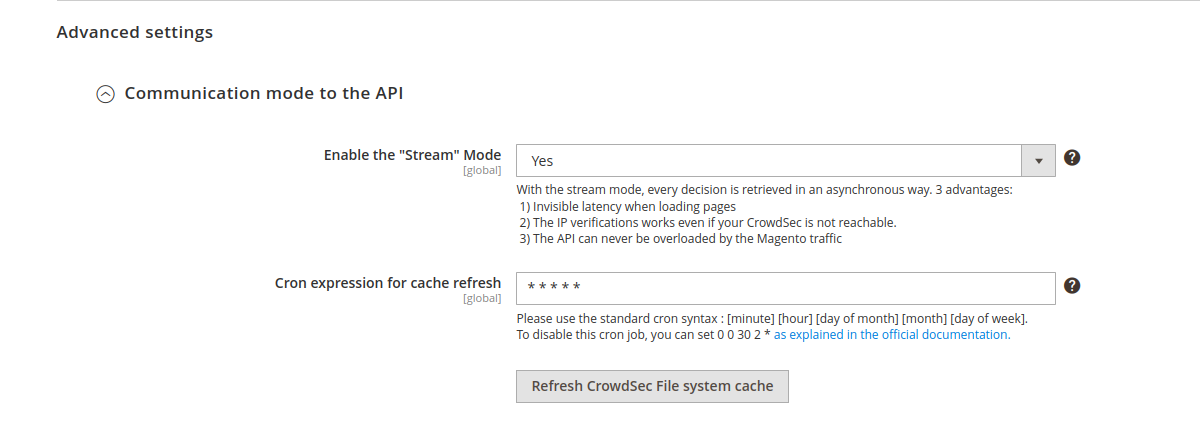 Advanced settings
Communication mode to the API
Enable the "Stream" Mode
[global]
Yes
With the stream mode, every decision is retrieved in an asynchronous way. 3 advantages:
1) Invisible latency when loading pages
2) The IP verifications works even if your CrowdSec is not reachable.
3) The API can never be overloaded by the Magento traffic
Cron expression for cache refresh
[global]
* * * * *
Please use the standard cron syntax : [minute] [hour] [day of month] [month] [day of week].
To disable this cron job, you can set 0 0 30 2 * as explained in the official documentation.
Refresh CrowdSec File system cache